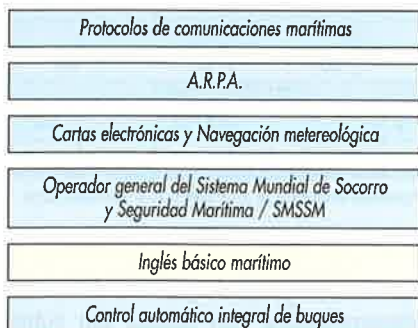 Protocolos de comunicaciones marítimas
A.R.P.A.
Cartas electrónicas y Navegación metereológica
Operador general del Sistema Mundial de Socorro
y Seguridad Marítima / SMSSM
Inglés básico marítimo
Control automático integral de buques